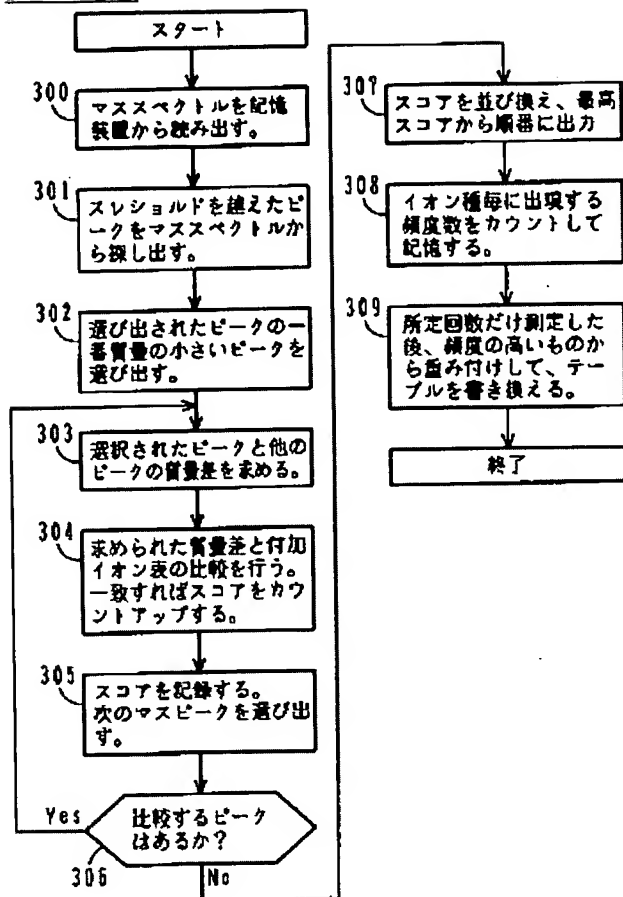 スタート
300
マススペクトルを記憶
装置から読み出す。
301
スレショルドを越えたピ
ークをマススペクトルか
ら探し出す。
302
選び出されたピークの一
番質量の小さいピークを
選び出す。
303
選択されたピークと他の
ピークの質量差を求める。
304
求められた質量差と付加
イオン表の比較を行う。
一致すればスコアをカウ
ントアップする。
305
スコアを記録する。
次のマスピークを選び出
す。
Yes
比較するピーク
はあるか?
306
No
307
スコアを並び換え、最高
スコアから順番に出力
308
イオン種毎に出現する
頻度数をカウントして
記憶する。
309
所定回数だけ測定した
後、頻度の高いものか
ら重み付けして、テー
ブルを書き換える。
終了